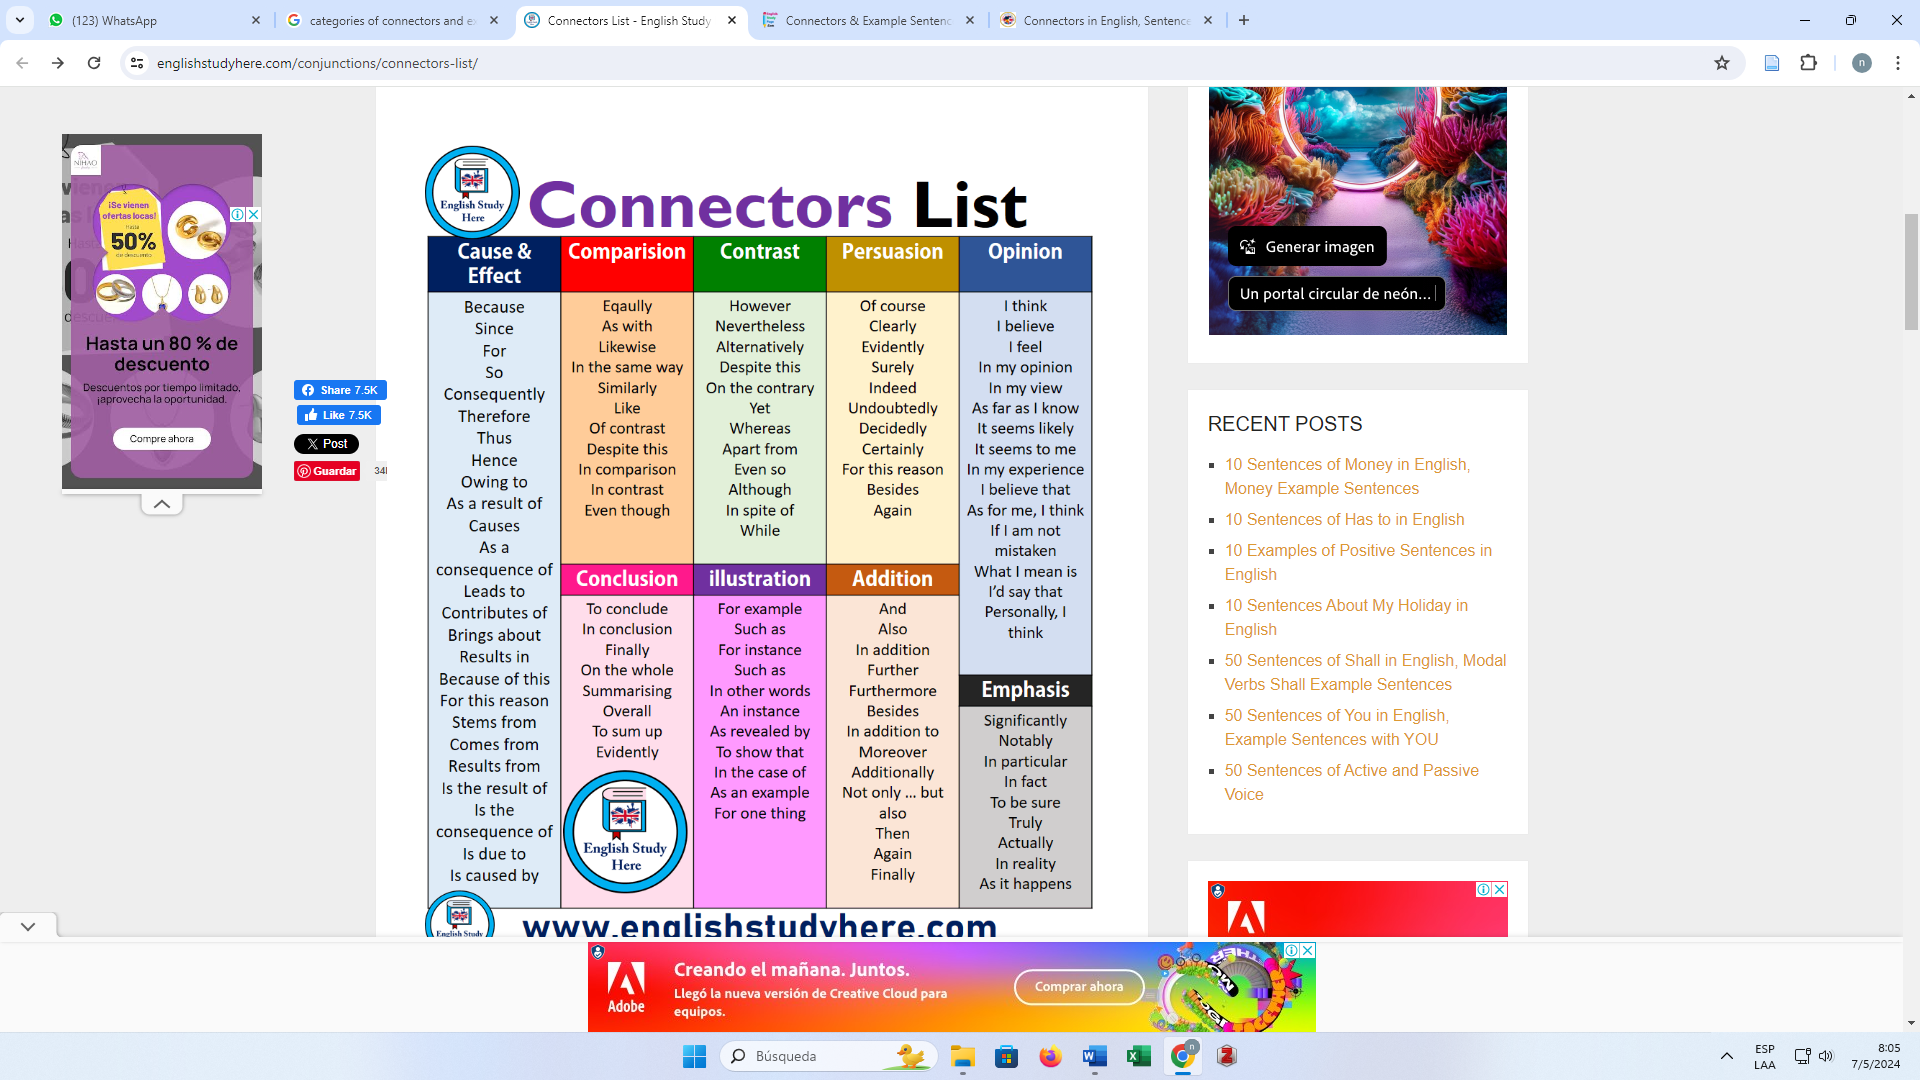 (123) WhatsApp
categories of connectors and e
Connectors List - English Study
Connectors & Example Sentenc
Connectors in English, Sentence
englishstudyhere.com/conjunctions/connectors-list/
n
NIHAO
¡Se vienen
ofertas locas!
Hasta
50%
de descuento
Hasta un 80 % de
descuento
Descuentos por tiempo limitado,
¡aprovecha la oportunidad.
Compre ahora
Share 7.5K
Like 7.5K
Post
Guardar
34
English Study
Here
Connectors List
Cause &
Effect
Because
Since
For
So
Consequently
Therefore
Thus
Hence
Owing to
As a result of
Causes
As a
consequence of
Leads to
Contributes of
Brings about
Results in
Because of this
For this reason
Stems from
Comes from
Results from
Is the result of
Is the
consequence of
Is due to
Is caused by
Comparision
Eqaully
As with
Likewise
In the same way
Similarly
Like
Of contrast
Despite this
In comparison
In contrast
Even though
Contrast
However
Nevertheless
Alternatively
Despite this
On the contrary
Yet
Whereas
Apart from
Even so
Although
In spite of
While
Persuasion
Of course
Clearly
Evidently
Surely
Indeed
Undoubtedly
Decidedly
Certainly
For this reason
Besides
Again
Opinion
I think
I believe
I feel
In my opinion
In my view
As far as I know
It seems likely
It seems to me
In my experience
I believe that
As for me, I think
If I am not
mistaken
What I mean is
I'd say that
Personally, I
think
Conclusion
To conclude
In conclusion
Finally
On the whole
Summarising
Overall
To sum up
Evidently
English Study
Here
illustration
For example
Such as
For instance
Such as
In other words
An instance
As revealed by
To show that
In the case of
As an example
For one thing
Addition
And
Also
In addition
Further
Furthermore
Besides
In addition to
Moreover
Additionally
Not only ... but
also
Then
Again
Finally
Emphasis
Significantly
Notably
In particular
In fact
To be sure
Truly
Actually
In reality
As it happens
English Study
www.englishstudyhere.com
Generar imagen
Un portal circular de neón...
RECENT POSTS
10 Sentences of Money in English,
Money Example Sentences
10 Sentences of Has to in English
10 Examples of Positive Sentences in
English
10 Sentences About My Holiday in
English
50 Sentences of Shall in English, Modal
Verbs Shall Example Sentences
50 Sentences of You in English,
Example Sentences with YOU
50 Sentences of Active and Passive
Voice
Adobe
Creando el mañana. Juntos.
Llegó la nueva versión de Creative Cloud para
equipos.
Comprar ahora
Búsqueda
n
ESP
LAA
8:05
7/5/2024